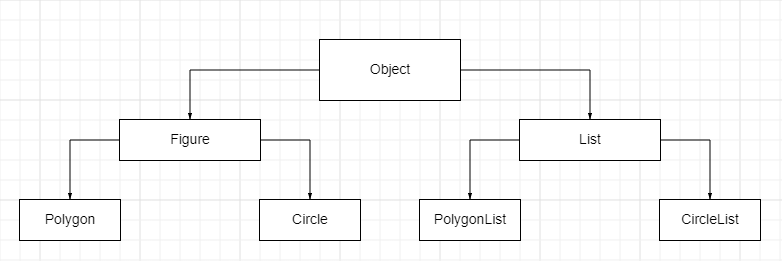 Object
Figure
List
Polygon
Circle
PolygonList
CircleList